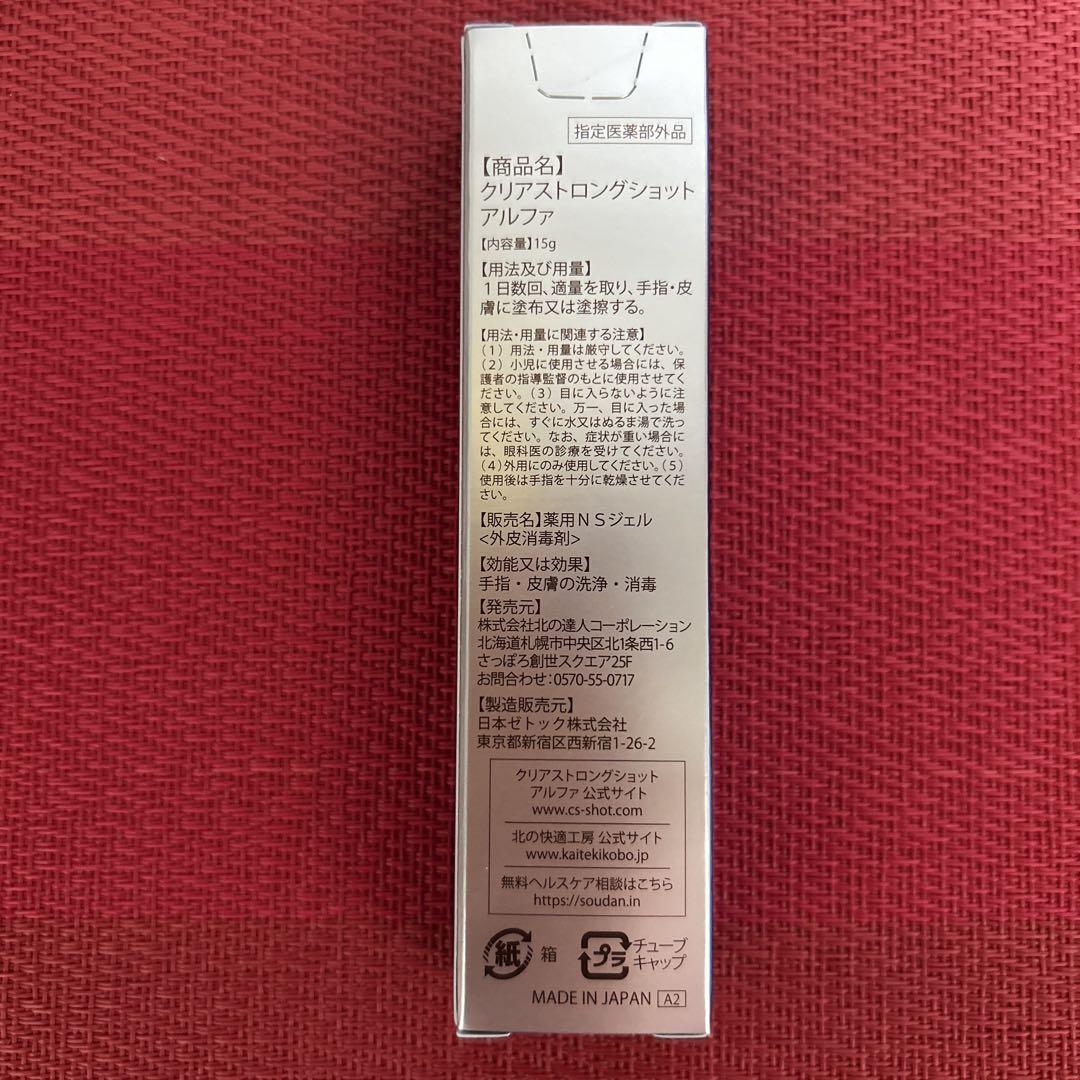 指定医薬部外品
【商品名】
クリアストロングショット
アルファ
【内容量】15g
【用法及び用量】
1日数回、適量を取り、手指・皮
膚に塗布又は塗擦する。
【用法・用量に関連する注意】
(1)用法・用量は厳守してください。
(2)小児に使用させる場合には、保
護者の指導監督のもとに使用させてく
ださい。(3)目に入らないように注
意してください。万一、目に入った場
合には、すぐに水又はぬるま湯で洗っ
てください。なお、症状が重い場合に
は、眼科医の診療を受けてください。
(4)外用にのみ使用してください。(5)
使用後は手指を十分に乾燥させてくだ
さい。
【販売名】薬用NSジェル
<外皮消毒剤>
【効能又は効果】
手指・皮膚の洗浄・消毒
【発売元】
株式会社北の達人コーポレーション
北海道札幌市中央区北1条西1-6
さっぽろ創世スクエア25F
お問合わせ:0570-55-0717
【製造販売元】
日本ゼトック株式会社
東京都新宿区西新宿1-26-2
クリアストロングショット
アルファ 公式サイト
www.cs-shot.com
北の快適工房 公式サイト
www.kaitekikobo.jp
無料ヘルスケア相談はこちら
https://soudan.in
紙 箱
プラ チューブ
キャップ
MADE IN JAPAN A2